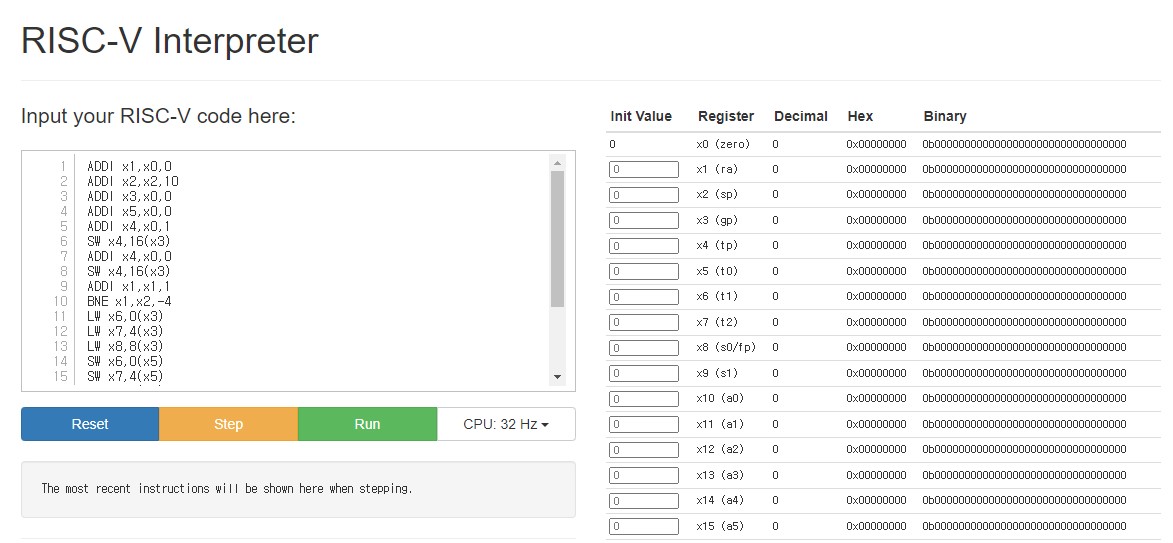 RISC-V Interpreter
Input your RISC-V code here:
1 ADDI x1,x0,0
2 ADDI x2,x2,10
3 ADDI x3,x0,0
4 ADDI x5,x0,0
5 ADDI x4,x0,1
6 SW x4,16(x3)
7 ADDI x4,x0,0
8 SW x4,16(x3)
9 ADDI x1,x1,1
10 BNE x1,x2,-4
11 LW x6,0(x3)
12 LW x7,4(x3)
13 LW x8,8(x3)
14 SW x6,0(x5)
15 SW x7,4(x5)
Reset Step Run CPU: 32 Hz
The most recent instructions will be shown here when stepping.
Init Value Register Decimal Hex Binary
0 x0 (zero) 0 0x00000000 0b00000000000000000000000000000000
0 x1 (ra) 0 0x00000000 0b00000000000000000000000000000000
0 x2 (sp) 0 0x00000000 0b00000000000000000000000000000000
0 x3 (gp) 0 0x00000000 0b00000000000000000000000000000000
0 x4 (tp) 0 0x00000000 0b00000000000000000000000000000000
0 x5 (t0) 0 0x00000000 0b00000000000000000000000000000000
0 x6 (t1) 0 0x00000000 0b00000000000000000000000000000000
0 x7 (t2) 0 0x00000000 0b00000000000000000000000000000000
0 x8 (s0/fp) 0 0x00000000 0b00000000000000000000000000000000
0 x9 (s1) 0 0x00000000 0b00000000000000000000000000000000
0 x10 (a0) 0 0x00000000 0b00000000000000000000000000000000
0 x11 (a1) 0 0x00000000 0b00000000000000000000000000000000
0 x12 (a2) 0 0x00000000 0b00000000000000000000000000000000
0 x13 (a3) 0 0x00000000 0b00000000000000000000000000000000
0 x14 (a4) 0 0x00000000 0b00000000000000000000000000000000
0 x15 (a5) 0 0x00000000 0b00000000000000000000000000000000